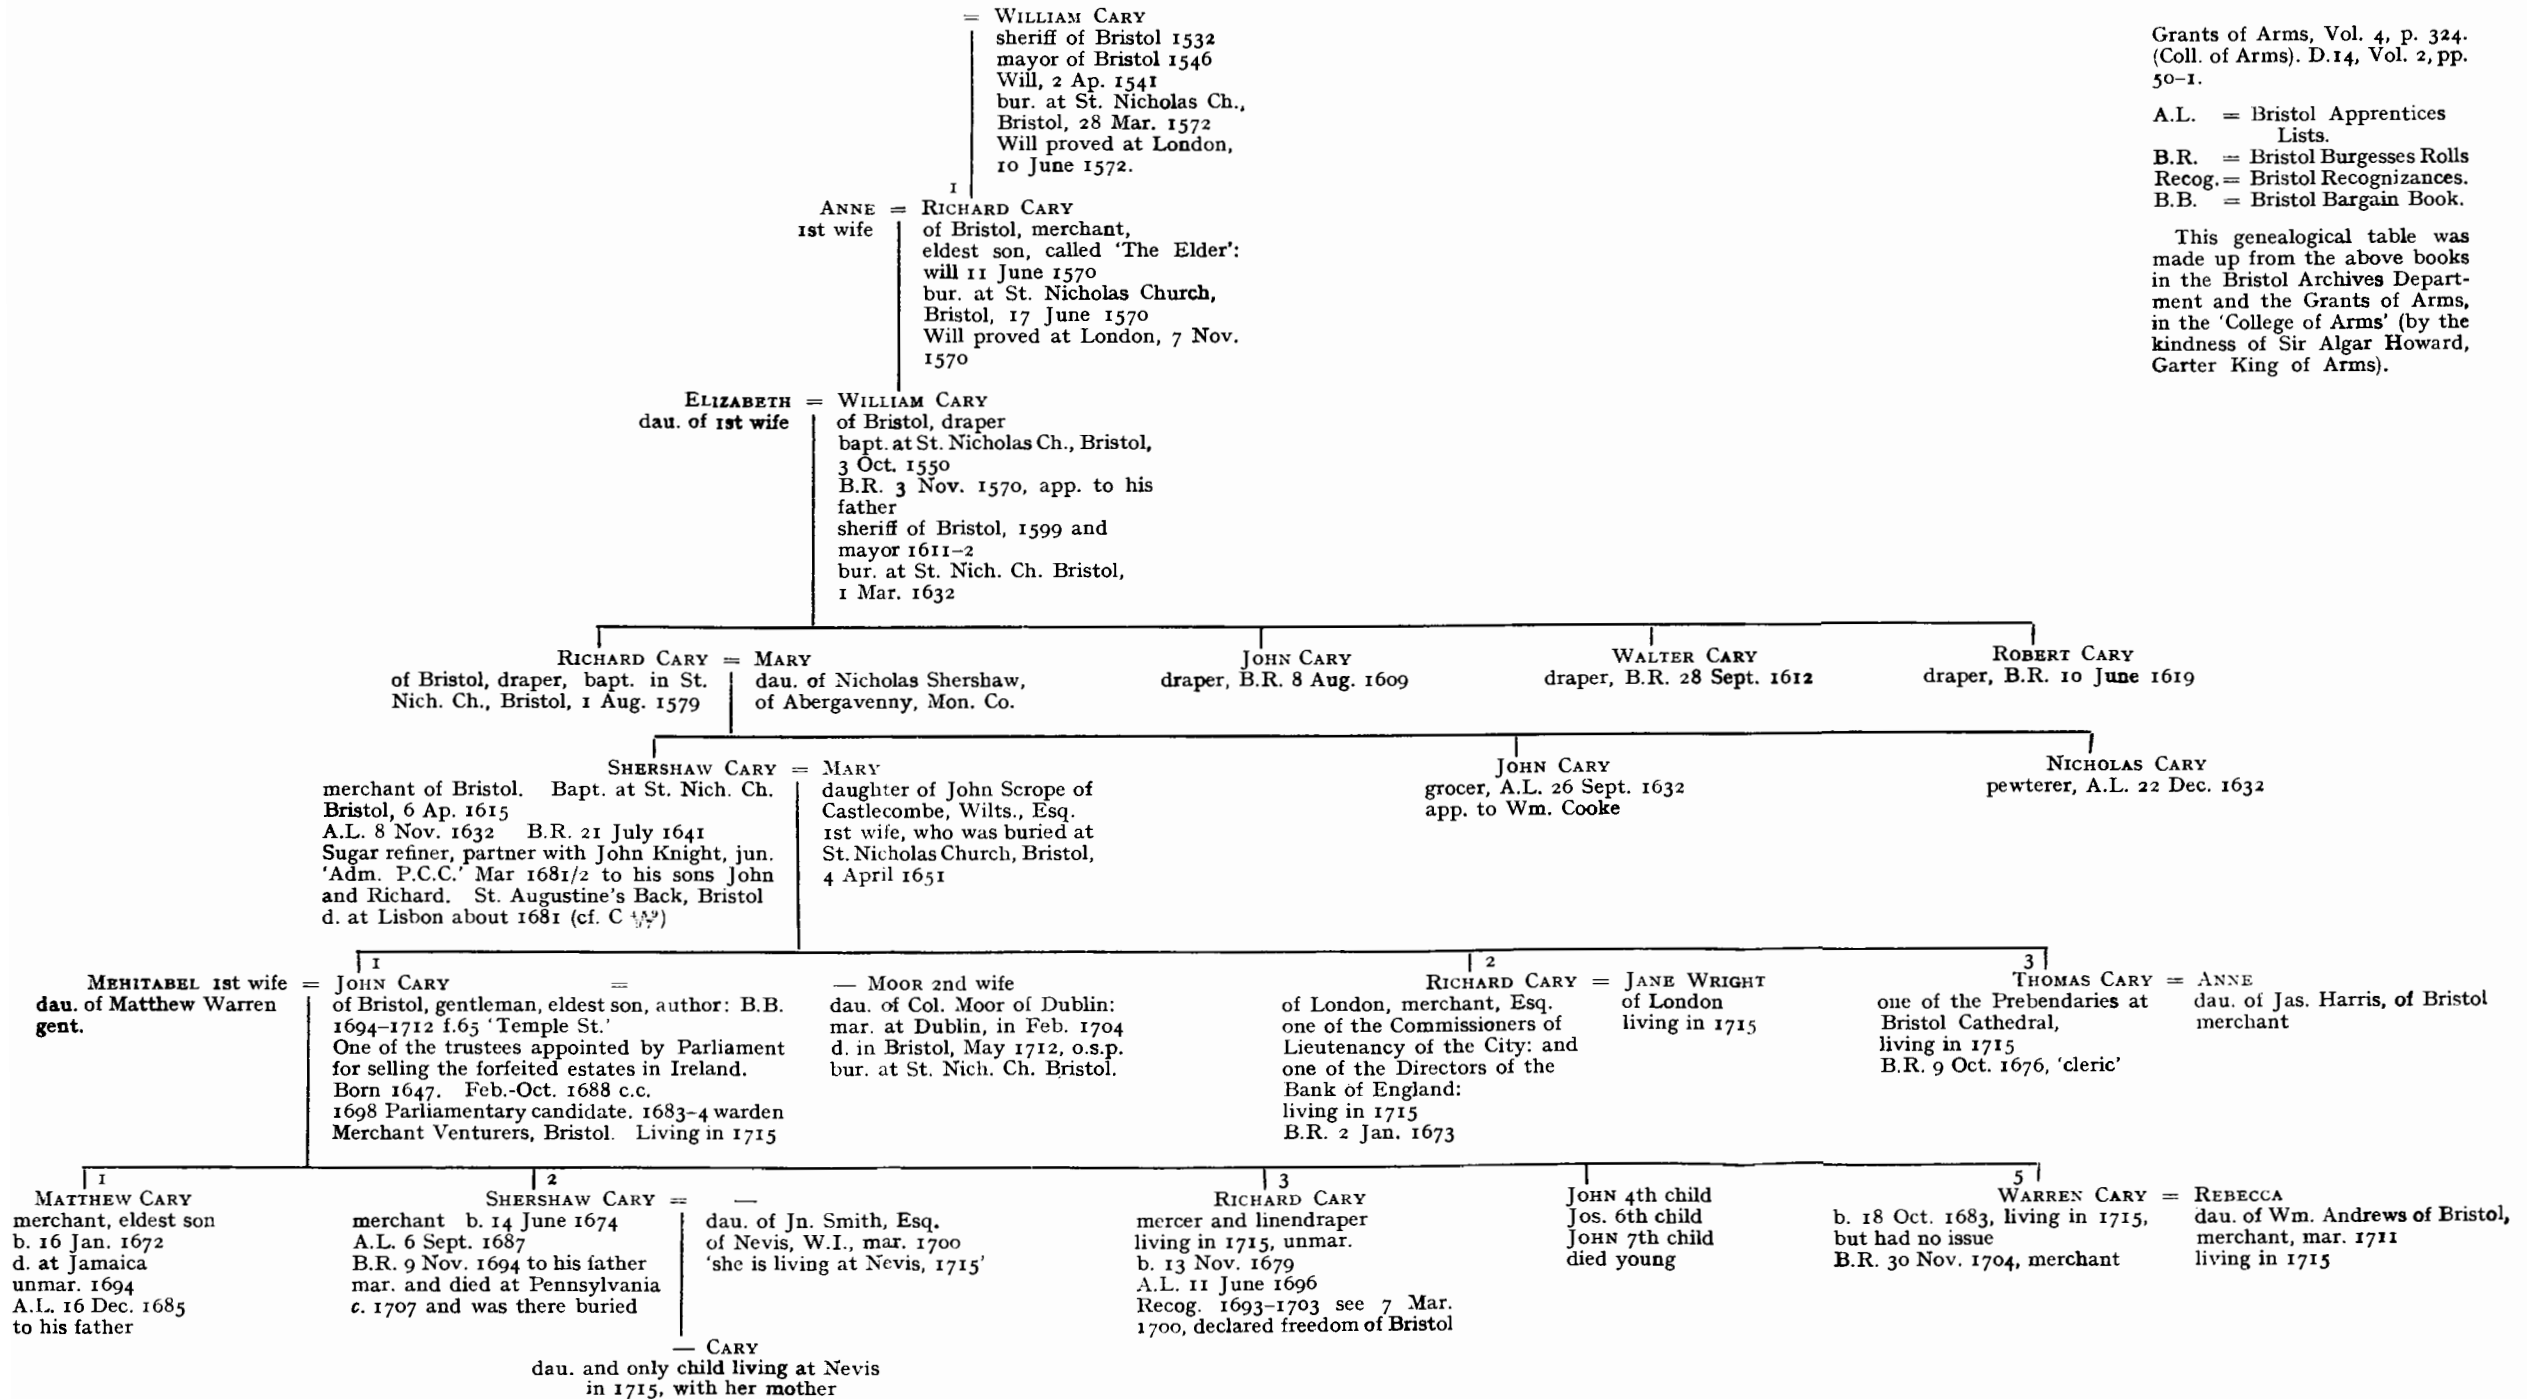 = WILLIAM CARY
sheriff of Bristol 1532
mayor of Bristol 1546
Will, 2 Ap. 1541
bur. at St. Nicholas Ch.,
Bristol, 28 Mar. 1572
Will proved at London,
10 June 1572.
Grants of Arms, Vol. 4, p. 324.
(Coll. of Arms). D.14, Vol. 2, pp.
50-1.
A.L. = Bristol Apprentices
Lists.
B.R. = Bristol Burgesses Rolls
Recog. = Bristol Recognizances.
B.B. = Bristol Bargain Book.
This genealogical table was
made up from the above books
in the Bristol Archives Depart-
ment and the Grants of Arms,
in the 'College of Arms' (by the
kindness of Sir Algar Howard,
Garter King of Arms).
1
ANNE = RICHARD CARY
1st wife
of Bristol, merchant,
eldest son, called 'The Elder':
will 11 June 1570
bur. at St. Nicholas Church,
Bristol, 17 June 1570
Will proved at London, 7 Nov.
1570
ELIZABETH = WILLIAM CARY
dau. of 1st wife
of Bristol, draper
bapt. at St. Nicholas Ch., Bristol,
3 Oct. 1550
B.R. 3 Nov. 1570, app. to his
father
sheriff of Bristol, 1599 and
mayor 1611-2
bur. at St. Nich. Ch. Bristol,
1 Mar. 1632
RICHARD CARY = MARY
of Bristol, draper, bapt. in St.
Nich. Ch., Bristol, 1 Aug. 1579
dau. of Nicholas Shershaw,
of Abergavenny, Mon. Co.
JOHN CARY
draper, B.R. 8 Aug. 1609
WALTER CARY
draper, B.R. 28 Sept. 1612
ROBERT CARY
draper, B.R. 10 June 1619
SHERSHAW CARY = MARY
merchant of Bristol. Bapt. at St. Nich. Ch.
Bristol, 6 Ap. 1615
A.L. 8 Nov. 1632 B.R. 21 July 1641
Sugar refiner, partner with John Knight, jun.
'Adm. P.C.C.' Mar 1681/2 to his sons John
and Richard. St. Augustine's Back, Bristol
d. at Lisbon about 1681 (cf. C
daughter of John Scrope of
Castlecombe, Wilts., Esq.
1st wife, who was buried at
St. Nicholas Church, Bristol,
4 April 1651
JOHN CARY
grocer, A.L. 26 Sept. 1632
app. to Wm. Cooke
NICHOLAS CARY
pewterer, A.L. 22 Dec. 1632
1
MEHITABEL 1st wife = JOHN CARY = — MOOR 2nd wife
dau. of Matthew Warren
gent.
of Bristol, gentleman, eldest son, author: B.B.
1694-1712 f.65 'Temple St.'
One of the trustees appointed by Parliament
for selling the forfeited estates in Ireland.
Born 1647. Feb.-Oct. 1688 c.c.
1698 Parliamentary candidate. 1683-4 warden
Merchant Venturers, Bristol. Living in 1715
dau. of Col. Moor of Dublin:
mar. at Dublin, in Feb. 1704
d. in Bristol, May 1712, o.s.p.
bur. at St. Nich. Ch. Bristol.
2
RICHARD CARY = JANE WRIGHT
of London, merchant, Esq.
one of the Commissioners of
Lieutenancy of the City: and
one of the Directors of the
Bank of England:
living in 1715
B.R. 2 Jan. 1673
of London
living in 1715
3
THOMAS CARY = ANNE
one of the Prebendaries at
Bristol Cathedral,
living in 1715
B.R. 9 Oct. 1676, 'cleric'
dau. of Jas. Harris, of Bristol
merchant
1
MATTHEW CARY
merchant, eldest son
b. 16 Jan. 1672
d. at Jamaica
unmar. 1694
A.L. 16 Dec. 1685
to his father
2
SHERSHAW CARY = —
merchant b. 14 June 1674
A.L. 6 Sept. 1687
B.R. 9 Nov. 1694 to his father
mar. and died at Pennsylvania
c. 1707 and was there buried
dau. of Jn. Smith, Esq.
of Nevis, W.I., mar. 1700
'she is living at Nevis, 1715'
3
RICHARD CARY
mercer and linendraper
living in 1715, unmar.
b. 13 Nov. 1679
A.L. 11 June 1696
Recog. 1693-1703 see 7 Mar.
1700, declared freedom of Bristol
JOHN 4th child
Jos. 6th child
JOHN 7th child
died young
5
WARREN CARY = REBECCA
b. 18 Oct. 1683, living in 1715,
but had no issue
B.R. 30 Nov. 1704, merchant
dau. of Wm. Andrews of Bristol,
merchant, mar. 1711
living in 1715
— CARY
dau. and only child living at Nevis
in 1715, with her mother